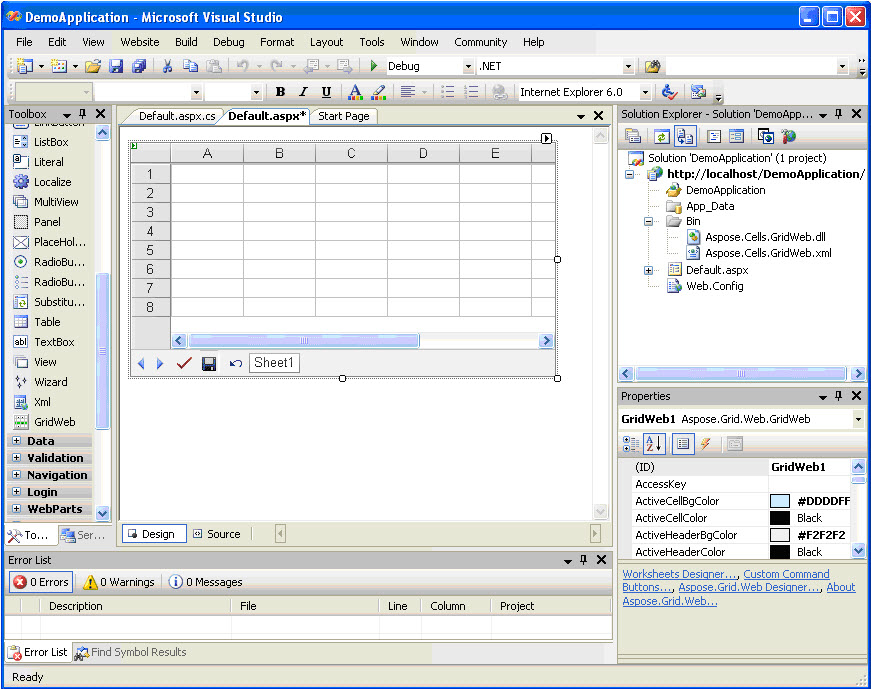 DemoApplication - Microsoft Visual Studio
File Edit View Website Build Debug Format Layout Tools Window Community Help
Debug .NET
B I U A Internet Explorer 6.0
Toolbox
LinkButton
ListBox
Literal
Localize
MultiView
Panel
PlaceHol...
RadioBu...
RadioBu...
Substitu...
Table
abl TextBox
View
Wizard
Xml
GridWeb
Data
Validation
Navigation
Login
WebParts
To... Ser...
Default.aspx.cs Default.aspx* Start Page
A B C D E
1
2
3
4
5
6
7
8
Sheet1
Design Source
Solution Explorer - Solution 'DemoApp...
Solution 'DemoApplication' (1 project)
http://localhost/DemoApplication/
DemoApplication
App_Data
Bin
Aspose.Cells.GridWeb.dll
Aspose.Cells.GridWeb.xml
Default.aspx
Web.Config
Properties
GridWeb1 Aspose.Grid.Web.GridWeb
(ID) GridWeb1
AccessKey
ActiveCellBgColor #DDDDFF
ActiveCellColor Black
ActiveHeaderBgColor #F2F2F2
ActiveHeaderColor Black
Worksheets Designer..., Custom Command
Buttons..., Aspose.Grid.Web Designer..., About
Aspose.Grid.Web...
Error List
0 Errors 0 Warnings 0 Messages
Description File Line Column Project
Error List Find Symbol Results
Ready